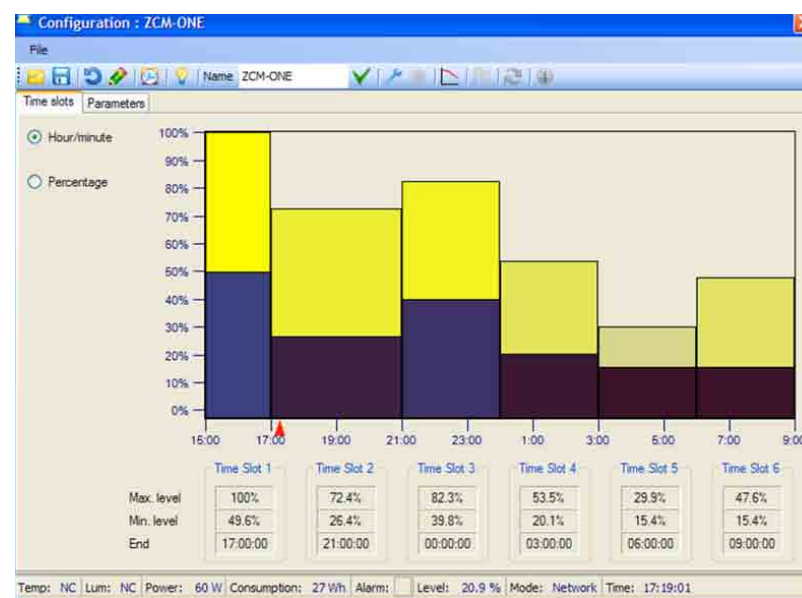 Configuration : ZCM-ONE
File
Name ZCM-ONE
Time slots Parameters
Hour/minute
Percentage
100%
90%
80%
70%
60%
50%
40%
30%
20%
10%
0%
15:00 17:00 19:00 21:00 23:00 1:00 3:00 5:00 7:00 9:00
Time Slot 1 Time Slot 2 Time Slot 3 Time Slot 4 Time Slot 5 Time Slot 6
Max. level 100% 72.4% 82.3% 53.5% 29.9% 47.6%
Min. level 49.6% 26.4% 39.8% 20.1% 15.4% 15.4%
End 17:00:00 21:00:00 00:00:00 03:00:00 06:00:00 09:00:00
Temp: NC Lum: NC Power: 60 W Consumption: 27 Wh Alarm: Level: 20.9 % Mode: Network Time: 17:19:01